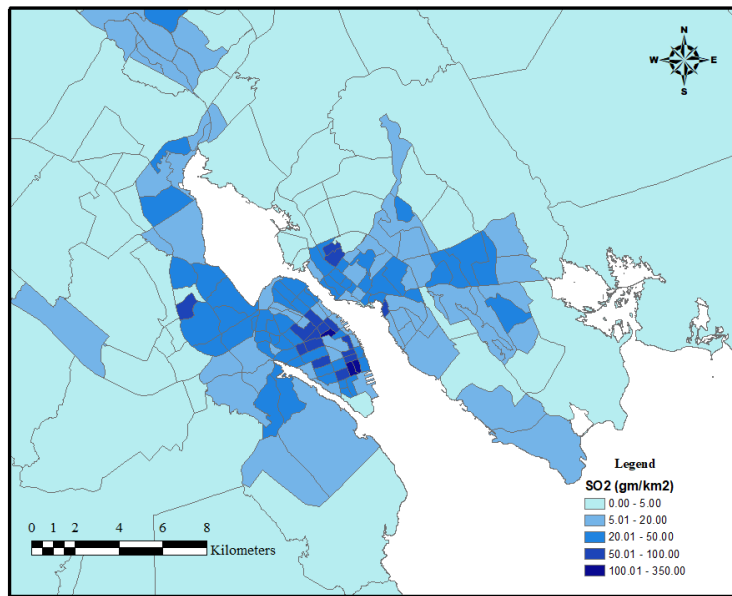 N
W E
S
Legend
SO2 (gm/km2)
0.00 - 5.00
5.01 - 20.00
20.01 - 50.00
50.01 - 100.00
100.01 - 350.00
0 1 2 4 6 8
Kilometers